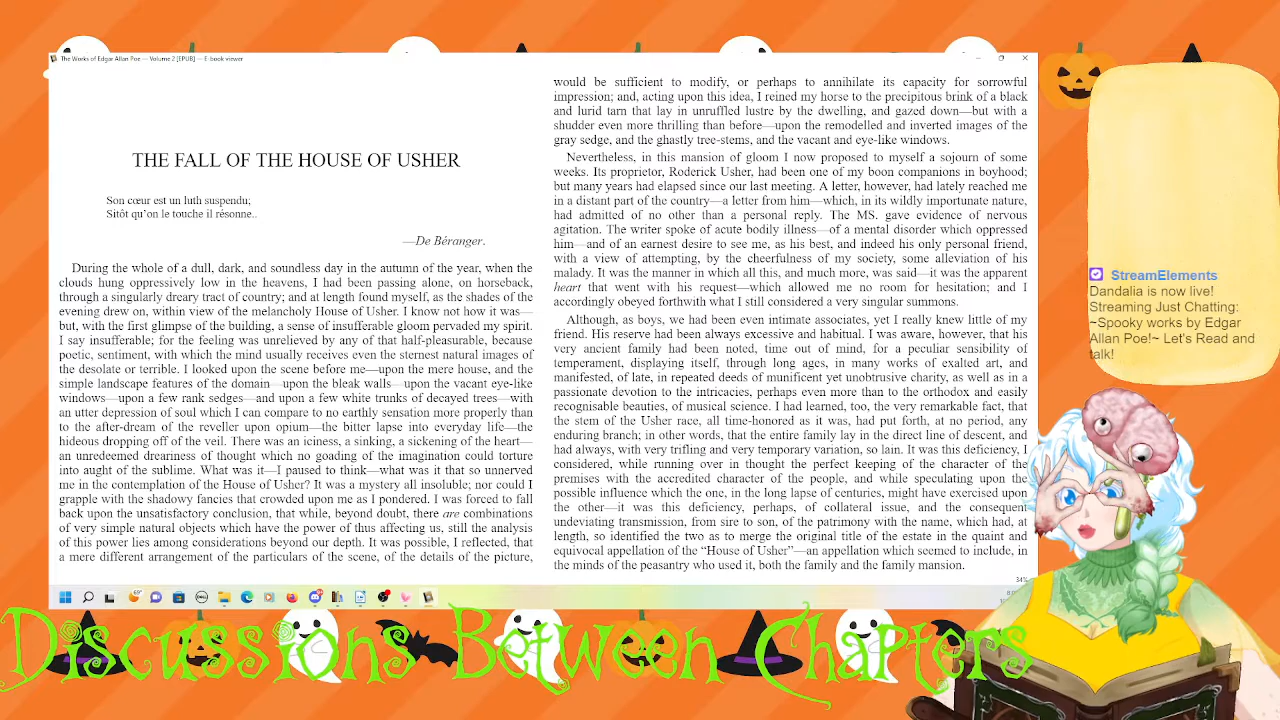 The Works of Edgar Allan Poe — Volume 2 [EPUB] — E-book viewer
THE FALL OF THE HOUSE OF USHER
Son cœur est un luth suspendu;
Sitôt qu’on le touche il résonne..
—De Béranger.
During the whole of a dull, dark, and soundless day in the autumn of the year, when the
clouds hung oppressively low in the heavens, I had been passing alone, on horseback,
through a singularly dreary tract of country; and at length found myself, as the shades of the
evening drew on, within view of the melancholy House of Usher. I know not how it was—
but, with the first glimpse of the building, a sense of insufferable gloom pervaded my spirit.
I say insufferable; for the feeling was unrelieved by any of that half-pleasurable, because
poetic, sentiment, with which the mind usually receives even the sternest natural images of
the desolate or terrible. I looked upon the scene before me—upon the mere house, and the
simple landscape features of the domain—upon the bleak walls—upon the vacant eye-like
windows—upon a few rank sedges—and upon a few white trunks of decayed trees—with
an utter depression of soul which I can compare to no earthly sensation more properly than
to the after-dream of the reveller upon opium—the bitter lapse into everyday life—the
hideous dropping off of the veil. There was an iciness, a sinking, a sickening of the heart—
an unredeemed dreariness of thought which no goading of the imagination could torture
into aught of the sublime. What was it—I paused to think—what was it that so unnerved
me in the contemplation of the House of Usher? It was a mystery all insoluble; nor could I
grapple with the shadowy fancies that crowded upon me as I pondered. I was forced to fall
back upon the unsatisfactory conclusion, that while, beyond doubt, there are combinations
of very simple natural objects which have the power of thus affecting us, still the analysis
of this power lies among considerations beyond our depth. It was possible, I reflected, that
a mere different arrangement of the particulars of the scene, of the details of the picture,
would be sufficient to modify, or perhaps to annihilate its capacity for sorrowful
impression; and, acting upon this idea, I reined my horse to the precipitous brink of a black
and lurid tarn that lay in unruffled lustre by the dwelling, and gazed down—but with a
shudder even more thrilling than before—upon the remodelled and inverted images of the
gray sedge, and the ghastly tree-stems, and the vacant and eye-like windows.
Nevertheless, in this mansion of gloom I now proposed to myself a sojourn of some
weeks. Its proprietor, Roderick Usher, had been one of my boon companions in boyhood;
but many years had elapsed since our last meeting. A letter, however, had lately reached me
in a distant part of the country—a letter from him—which, in its wildly importunate nature,
had admitted of no other than a personal reply. The MS. gave evidence of nervous
agitation. The writer spoke of acute bodily illness—of a mental disorder which oppressed
him—and of an earnest desire to see me, as his best, and indeed his only personal friend,
with a view of attempting, by the cheerfulness of my society, some alleviation of his
malady. It was the manner in which all this, and much more, was said—it was the apparent
heart that went with his request—which allowed me no room for hesitation; and I
accordingly obeyed forthwith what I still considered a very singular summons.
Although, as boys, we had been even intimate associates, yet I really knew little of my
friend. His reserve had been always excessive and habitual. I was aware, however, that his
very ancient family had been noted, time out of mind, for a peculiar sensibility of
temperament, displaying itself, through long ages, in many works of exalted art, and
manifested, of late, in repeated deeds of munificent yet unobtrusive charity, as well as in a
passionate devotion to the intricacies, perhaps even more than to the orthodox and easily
recognisable beauties, of musical science. I had learned, too, the very remarkable fact, that
the stem of the Usher race, all time-honored as it was, had put forth, at no period, any
enduring branch; in other words, that the entire family lay in the direct line of descent, and
had always, with very trifling and very temporary variation, so lain. It was this deficiency, I
considered, while running over in thought the perfect keeping of the character of the
premises with the accredited character of the people, and while speculating upon the
possible influence which the one, in the long lapse of centuries, might have exercised upon
the other—it was this deficiency, perhaps, of collateral issue, and the consequent
undeviating transmission, from sire to son, of the patrimony with the name, which had, at
length, so identified the two as to merge the original title of the estate in the quaint and
equivocal appellation of the “House of Usher”—an appellation which seemed to include, in
the minds of the peasantry who used it, both the family and the family mansion.
34%
StreamElements
Dandalia is now live!
Streaming Just Chatting:
~Spooky works by Edgar
Allan Poe!~ Let's Read and
talk!
Discussions Between Chapters